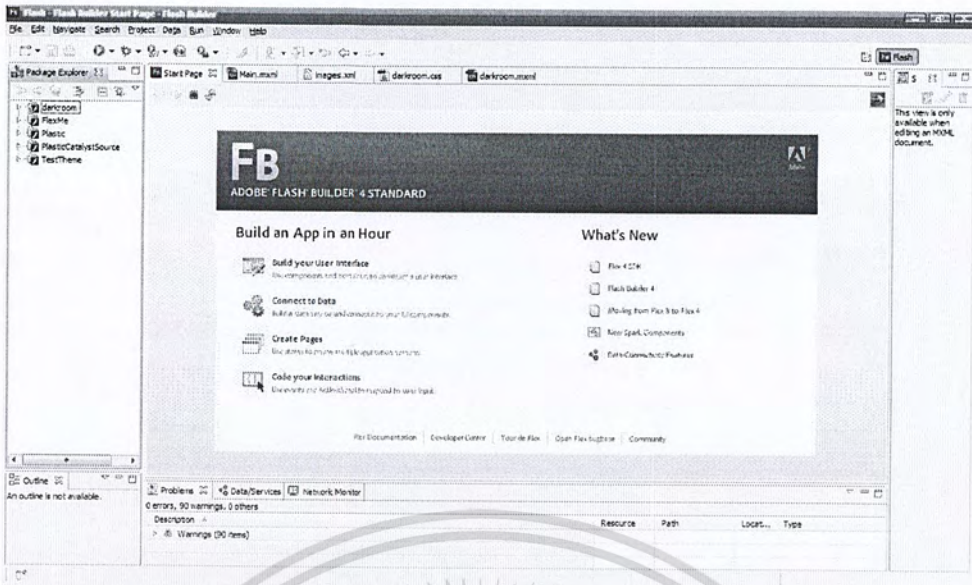 Flash - Flash Builder Start Page - Flash Builder
File Edit Navigate Search Project Data Run Window Help
Flash
Package Explorer
Start Page Main.mxml images.xml darkroom.css darkroom.mxml
darkroom
FlexMe
Plastic
PlasticCatalystSource
TestTheme
This view is only
available when
editing an MXML
document.
FB
ADOBE FLASH BUILDER 4 STANDARD
Adobe
Build an App in an Hour
Build your User Interface
Connect to Data
Create Pages
Code your Interactions
What's New
Flex 4 SDK
Flash Builder 4
Moving from Flex 3 to Flex 4
New Spark Components
Data-Connectivity Features
Flex Documentation Developer Center Tour de Flex Open Flex Bugbase Community
Outline
An outline is not available.
Problems Data/Services Network Monitor
0 errors, 90 warnings, 0 others
Description Resource Path Locat... Type
Warnings (90 items)